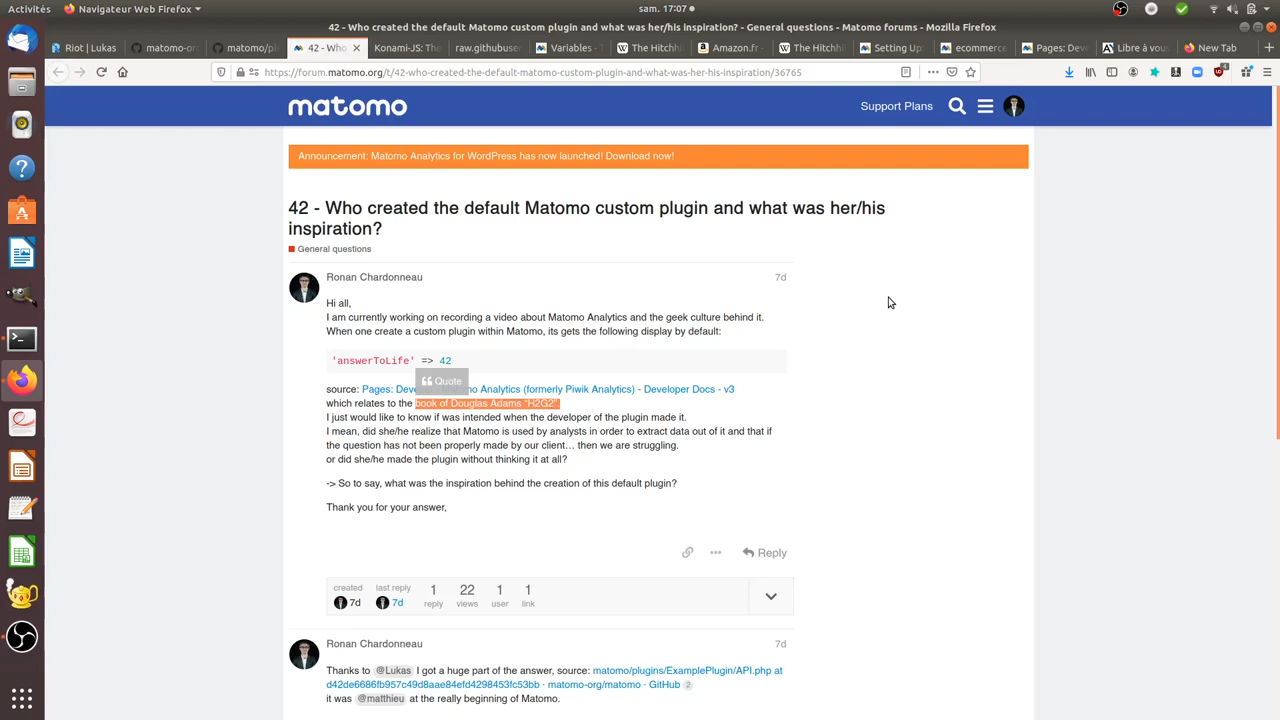 Activités
Navigateur Web Firefox
sam. 17:07
42 - Who created the default Matomo custom plugin and what was her/his inspiration? - General questions - Matomo forums - Mozilla Firefox
Riot | Lukas
matomo-or
matomo/pl
42 - Who
Konami-JS: The
raw.githubuser
Variables - T
The Hitchhi
Amazon.fr -
The Hitchhi
Setting Up
ecommerce
Pages: Deve
Libre à vous
New Tab
https://forum.matomo.org/t/42-who-created-the-default-matomo-custom-plugin-and-what-was-her-his-inspiration/36765
matomo
Support Plans
Announcement: Matomo Analytics for WordPress has now launched! Download now!
42 - Who created the default Matomo custom plugin and what was her/his
inspiration?
General questions
Ronan Chardonneau
7d
Hi all,
I am currently working on recording a video about Matomo Analytics and the geek culture behind it.
When one create a custom plugin within Matomo, its gets the following display by default:
'answerToLife' => 42
Quote
source: Pages: Deve Analytics (formerly Piwik Analytics) - Developer Docs - v3
which relates to the book of Douglas Adams "H2G2"
I just would like to know if was intended when the developer of the plugin made it.
I mean, did she/he realize that Matomo is used by analysts in order to extract data out of it and that if
the question has not been properly made by our client… then we are struggling.
or did she/he made the plugin without thinking it at all?
-> So to say, what was the inspiration behind the creation of this default plugin?
Thank you for your answer,
Reply
created
last reply
1
22
1
1
7d
7d
reply
views
user
link
Ronan Chardonneau
7d
Thanks to @Lukas I got a huge part of the answer, source: matomo/plugins/ExamplePlugin/API.php at
d42de6686fb957c49d8aae84efd4298453fc53bb · matomo-org/matomo · GitHub 2
it was @matthieu at the really beginning of Matomo.